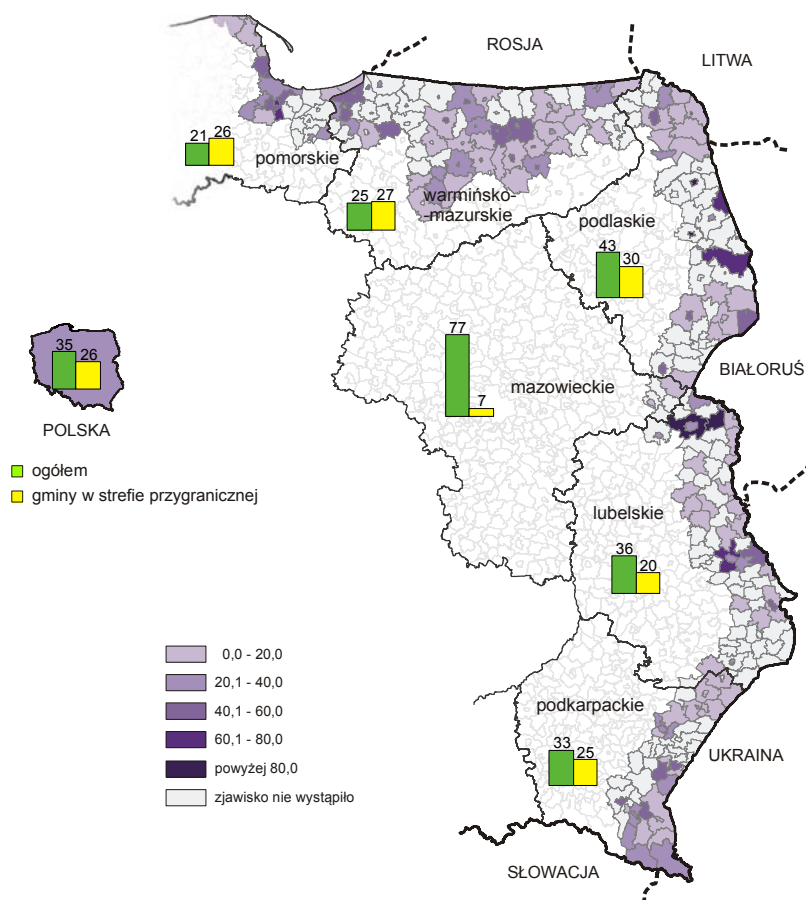 ROSJA
LITWA
21 26
pomorskie
25 27
warmińsko-
-mazurskie
podlaskie
43
30
77
7
mazowieckie
BIAŁORUŚ
35
26
POLSKA
ogółem
gminy w strefie przygranicznej
lubelskie
36
20
0,0 - 20,0
20,1 - 40,0
40,1 - 60,0
60,1 - 80,0
powyżej 80,0
zjawisko nie wystąpiło
podkarpackie
33
25
UKRAINA
SŁOWACJA